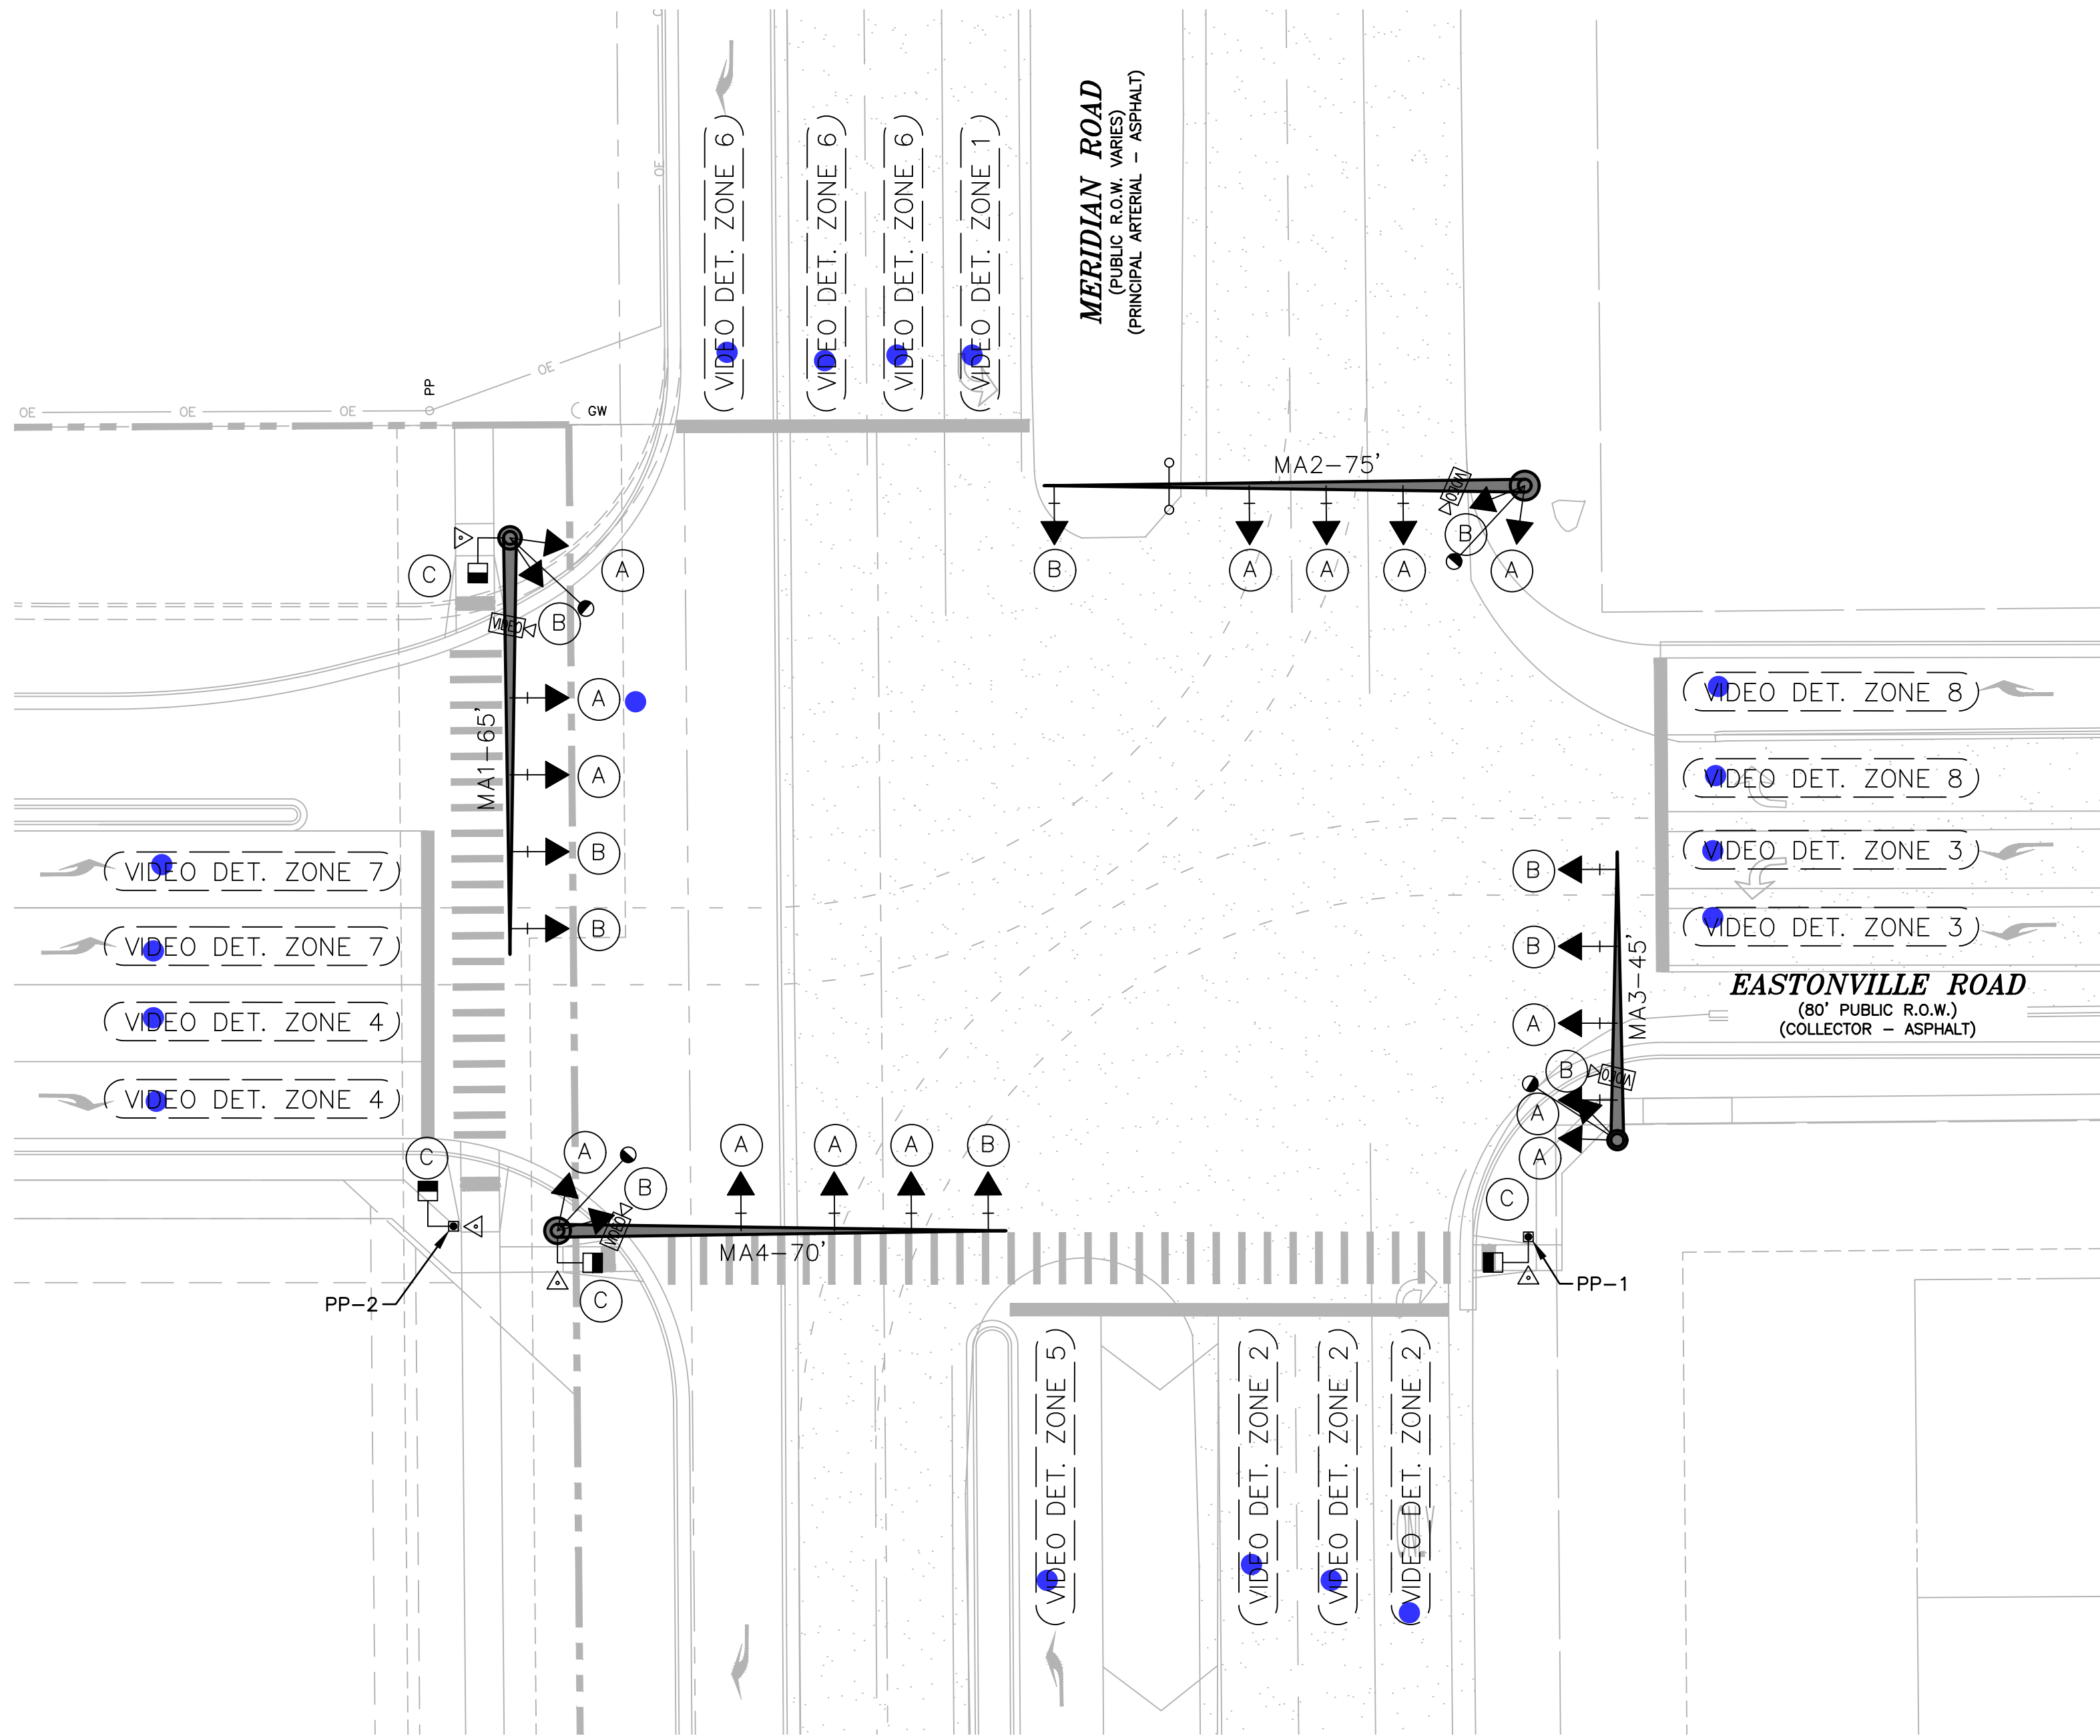 OE
VIDEO DET. ZONE 6
VIDEO DET. ZONE 6
VIDEO DET. ZONE 6
VIDEO DET. ZONE 1
MERIDIAN ROAD
(PUBLIC R.O.W. VARIES)
(PRINCIPAL ARTERIAL – ASPHALT)
OE
PP
OE
OE
OE
GW
MA2–75'
VIDEO
B
B
A
A
A
A
C
A
B
VIDEO
A
MA1–65'
A
B
B
VIDEO DET. ZONE 8
VIDEO DET. ZONE 8
VIDEO DET. ZONE 3
VIDEO DET. ZONE 3
VIDEO DET. ZONE 7
VIDEO DET. ZONE 7
VIDEO DET. ZONE 4
VIDEO DET. ZONE 4
B
B
A
MA3–45'
B
VIDEO
A
A
C
EASTONVILLE ROAD
(80' PUBLIC R.O.W.)
(COLLECTOR – ASPHALT)
C
A
B
VIDEO
A
A
A
B
MA4–70'
C
PP–2
PP–1
VIDEO DET. ZONE 5
VIDEO DET. ZONE 2
VIDEO DET. ZONE 2
VIDEO DET. ZONE 2